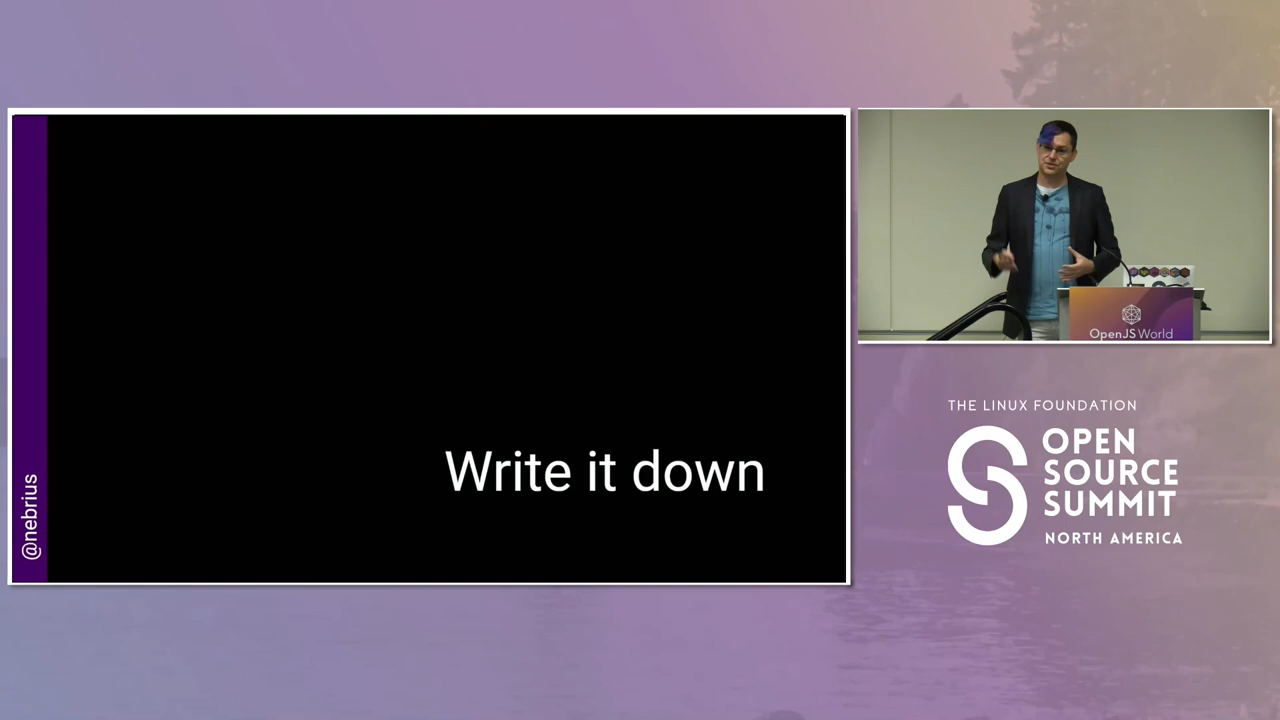 @nebrius
Write it down
OpenJS World
THE LINUX FOUNDATION
OPEN
SOURCE
SUMMIT
NORTH AMERICA